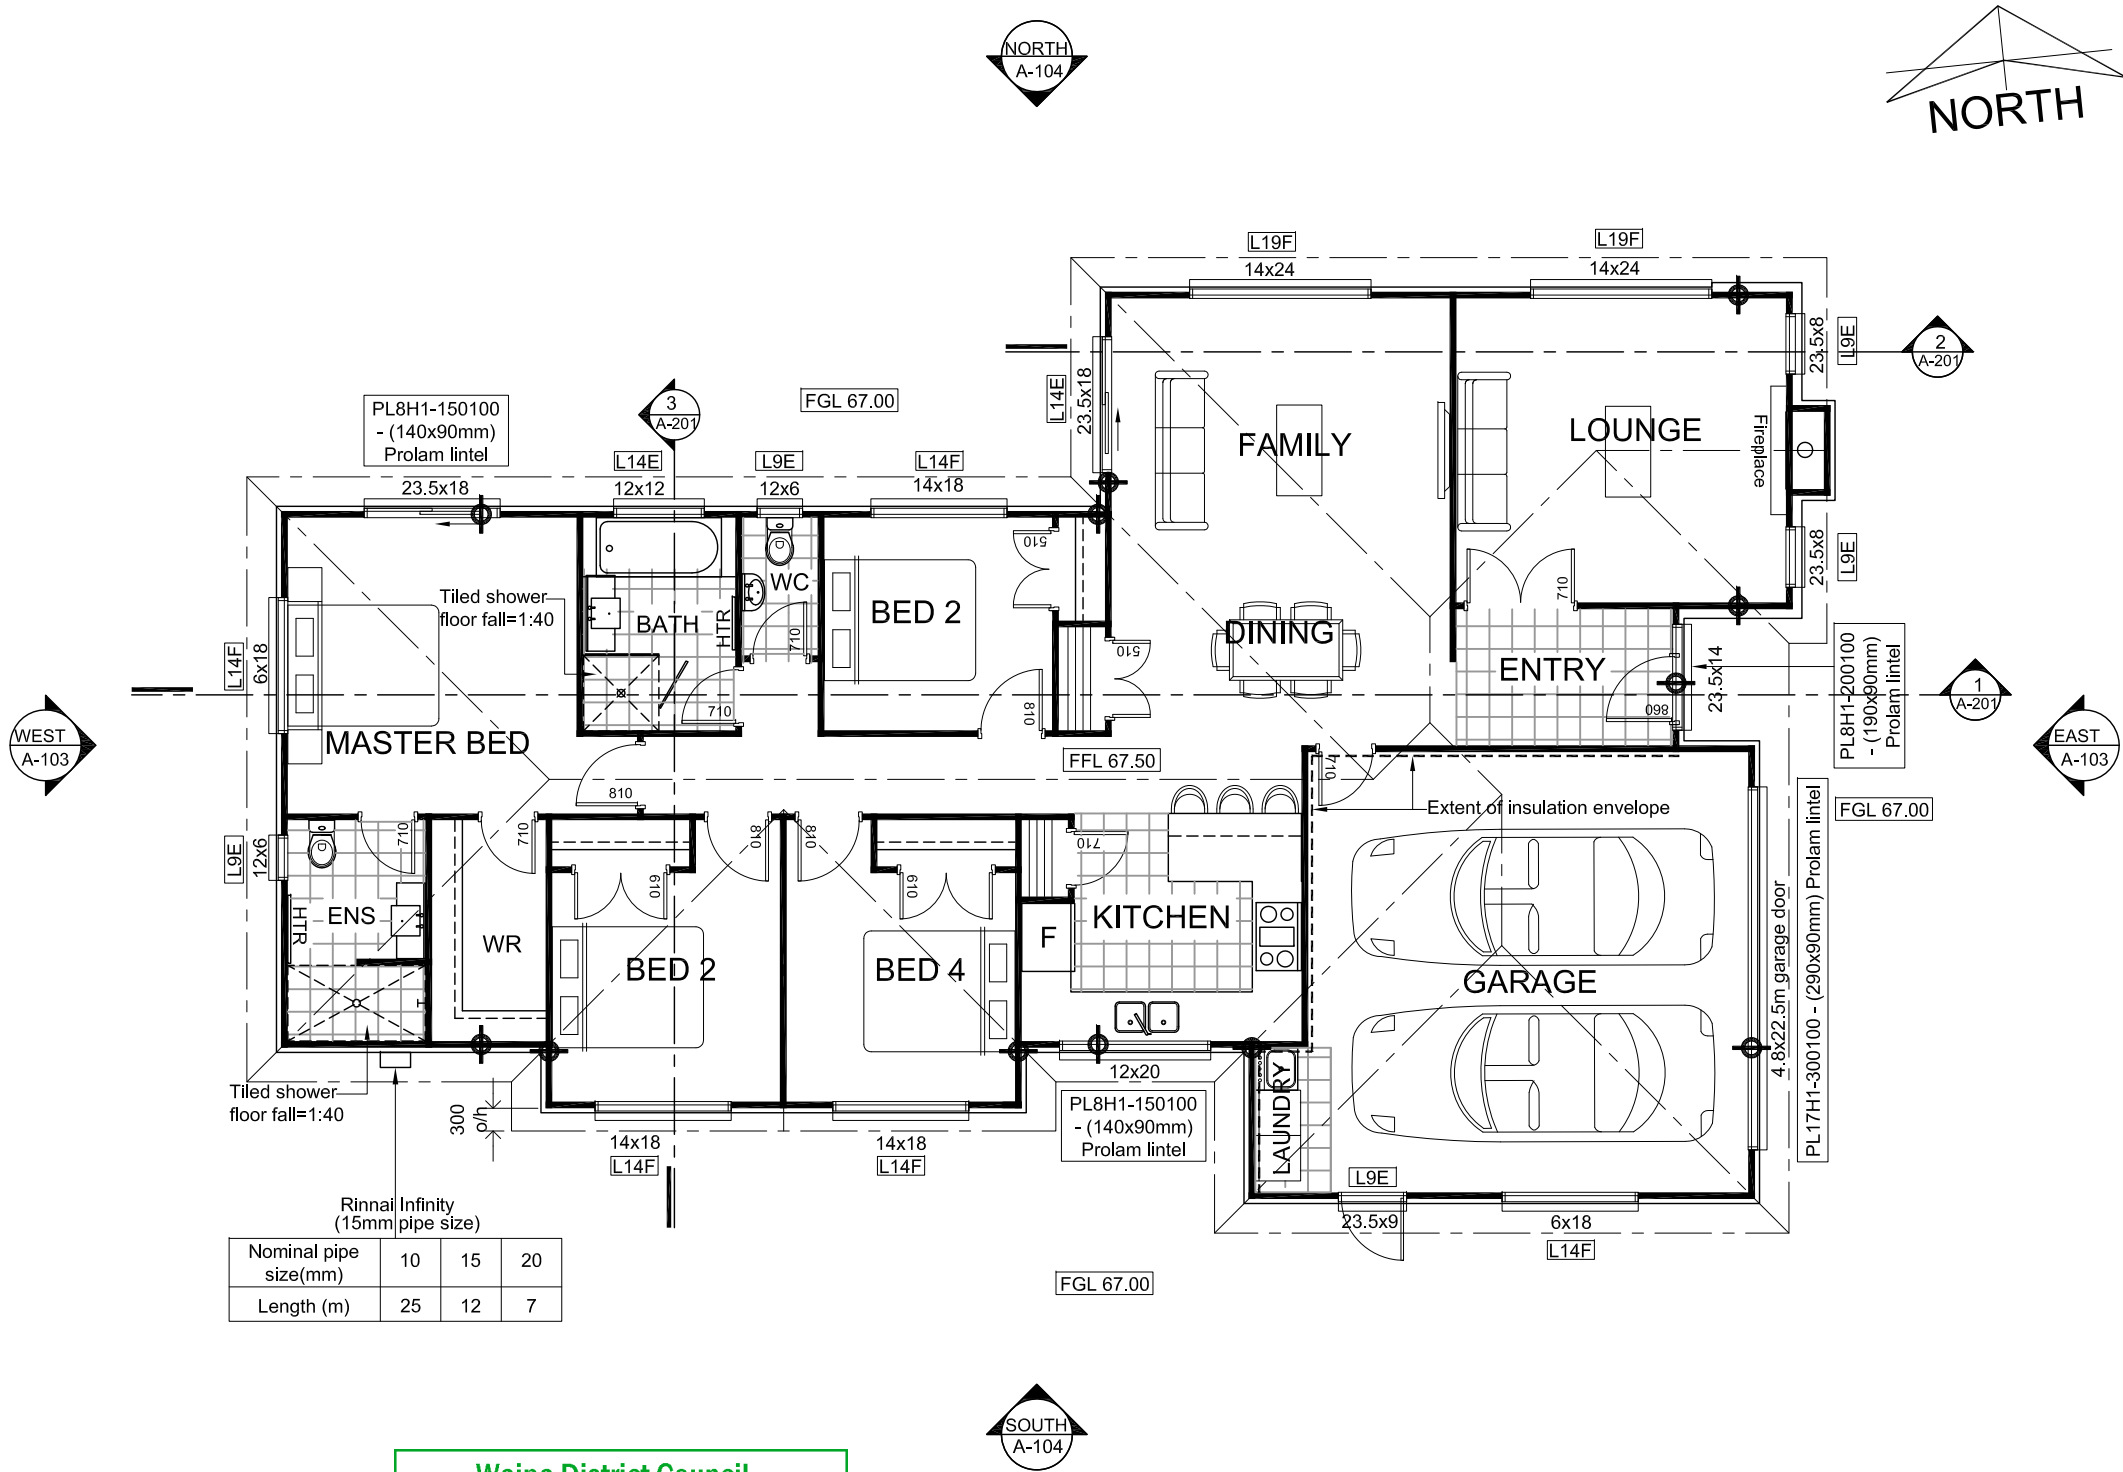 NORTH
A-104
NORTH
L19F
14x24
L19F
14x24
23.5x8
L9E
2
A-201
PL8H1-150100
- (140x90mm)
Prolam lintel
3
A-201
FGL 67.00
L14E
23.5x18
FAMILY
LOUNGE
Fireplace
23.5x18
L14E
12x12
L9E
12x6
L14F
14x18
23.5x8
L9E
510
WC
710
Tiled shower
floor fall=1:40
BATH
HTR
710
BED 2
810
510
DINING
710
ENTRY
860
23.5x14
PL8H1-200100
- (190x90mm)
Prolam lintel
1
A-201
L14F
6x18
WEST
A-103
MASTER BED
810
FFL 67.50
710
Extent of insulation envelope
EAST
A-103
FGL 67.00
L9E
12x6
710
710
810
810
710
HTR
ENS
WR
610
BED 2
610
BED 4
F
KITCHEN
GARAGE
4.8x22.5m garage door
PL17H1-300100 - (290x90mm) Prolam lintel
Tiled shower
floor fall=1:40
300
o/h
14x18
L14F
14x18
L14F
12x20
PL8H1-150100
- (140x90mm)
Prolam lintel
LAUNDRY
L9E
23.5x9
6x18
L14F
Rinnai Infinity
(15mm pipe size)
Nominal pipe
size(mm)
10
15
20
Length (m)
25
12
7
FGL 67.00
SOUTH
A-104